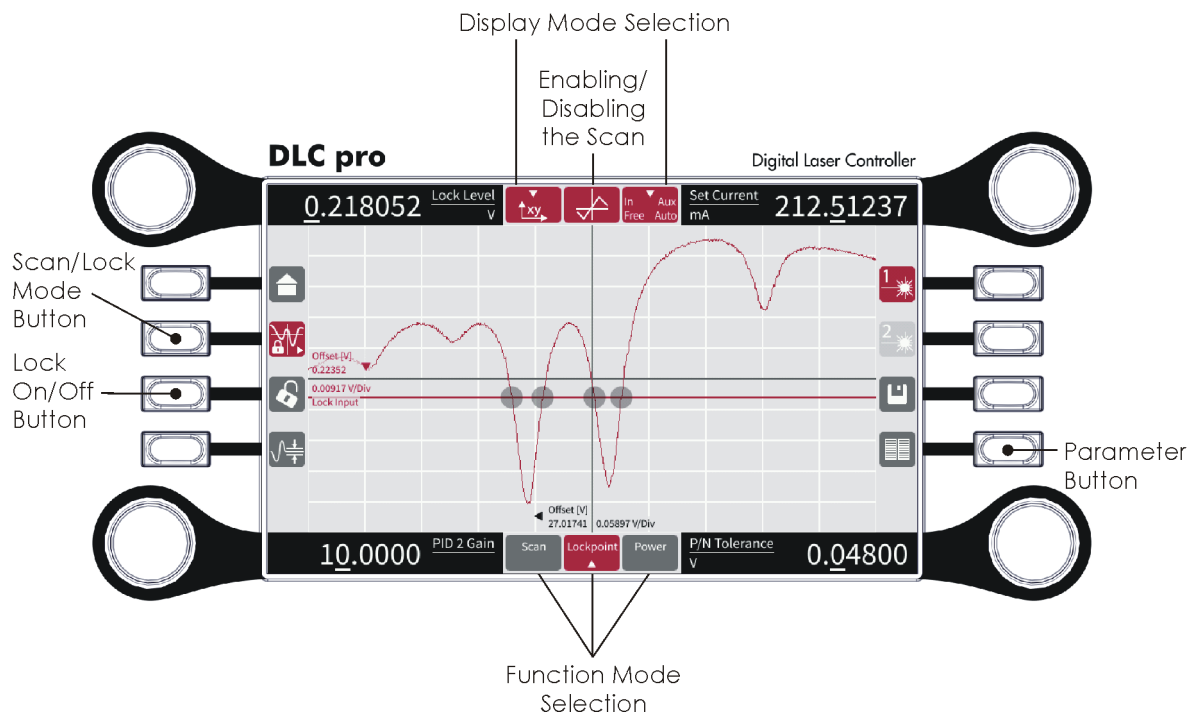 Display Mode Selection
Enabling/
Disabling
the Scan
DLC pro
Digital Laser Controller
0.218052
Lock Level
V
xy
In Aux
Free Auto
Set Current
mA
212.51237
Scan/Lock
Mode
Button
Lock
On/Off
Button
1
2
Offset [V]
0.22352
0.00917 V/Div
Lock Input
Parameter
Button
Offset [V]
27.01741
0.05897 V/Div
10.0000
PID 2 Gain
Scan
Lockpoint
Power
P/N Tolerance
V
0.04800
Function Mode
Selection